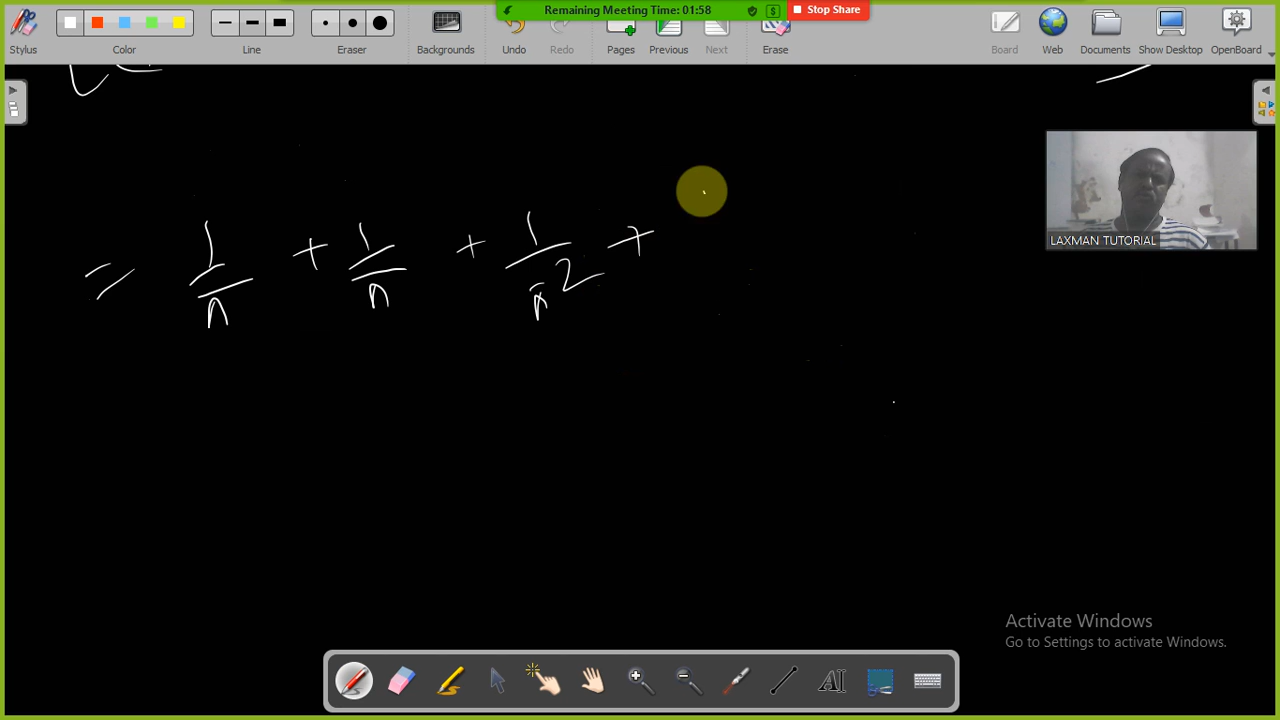 Remaining Meeting Time: 01:58
Stop Share
Stylus Color Line Eraser Backgrounds Undo Redo Pages Previous Next Erase Board Web Documents Show Desktop OpenBoard
LAXMAN TUTORIAL
= 1/n + 1/n + 1/n² +
Activate Windows
Go to Settings to activate Windows.